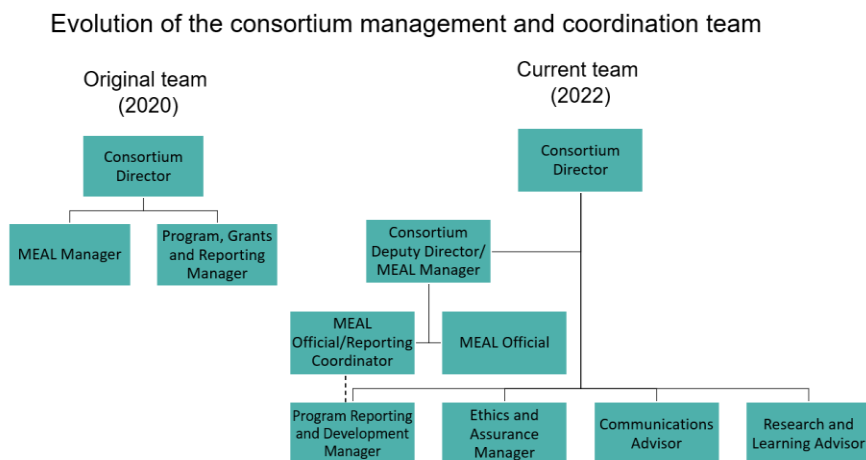 Evolution of the consortium management and coordination team
Original team
(2020)
Consortium
Director
MEAL Manager
Program, Grants
and Reporting
Manager
Current team
(2022)
Consortium
Director
Consortium
Deputy Director/
MEAL Manager
MEAL
Official/Reporting
Coordinator
MEAL Official
Program Reporting
and Development
Manager
Ethics and
Assurance
Manager
Communications
Advisor
Research and
Learning Advisor